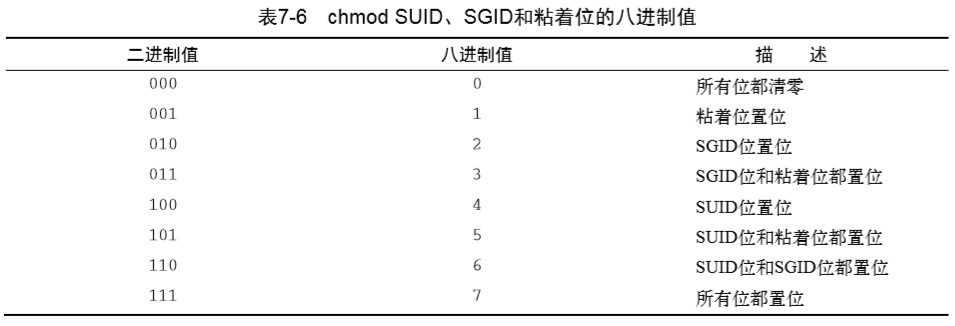 表7-6 chmod SUID、SGID和粘着位的八进制值
二进制值 八进制值 描 述
000 0 所有位都清零
001 1 粘着位置位
010 2 SGID位置位
011 3 SGID位和粘着位都置位
100 4 SUID位置位
101 5 SUID位和粘着位都置位
110 6 SUID位和SGID位都置位
111 7 所有位都置位